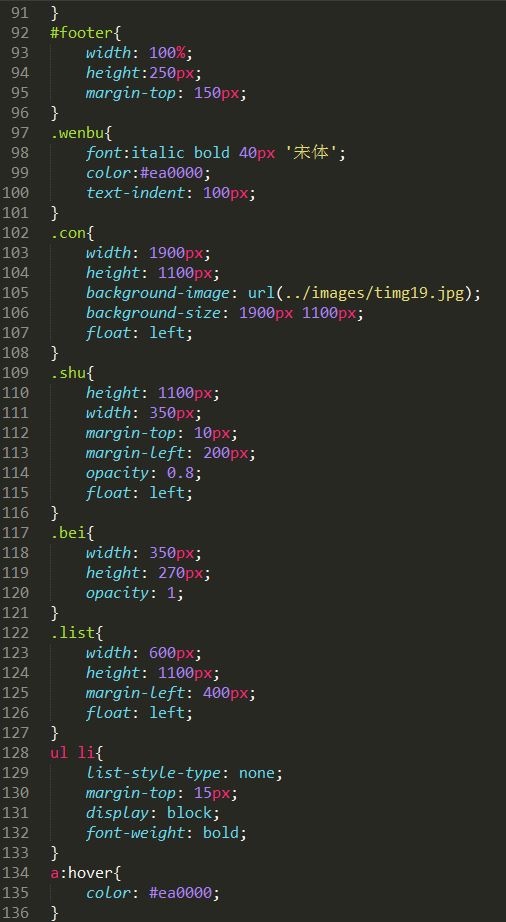 91 }
92 #footer{
93     width: 100%;
94     height:250px;
95     margin-top: 150px;
96 }
97 .wenbu{
98     font:italic bold 40px '宋体';
99     color:#ea0000;
100     text-indent: 100px;
101 }
102 .con{
103     width: 1900px;
104     height: 1100px;
105     background-image: url(../images/timg19.jpg);
106     background-size: 1900px 1100px;
107     float: left;
108 }
109 .shu{
110     height: 1100px;
111     width: 350px;
112     margin-top: 10px;
113     margin-left: 200px;
114     opacity: 0.8;
115     float: left;
116 }
117 .bei{
118     width: 350px;
119     height: 270px;
120     opacity: 1;
121 }
122 .list{
123     width: 600px;
124     height: 1100px;
125     margin-left: 400px;
126     float: left;
127 }
128 ul li{
129     list-style-type: none;
130     margin-top: 15px;
131     display: block;
132     font-weight: bold;
133 }
134 a:hover{
135     color: #ea0000;
136 }